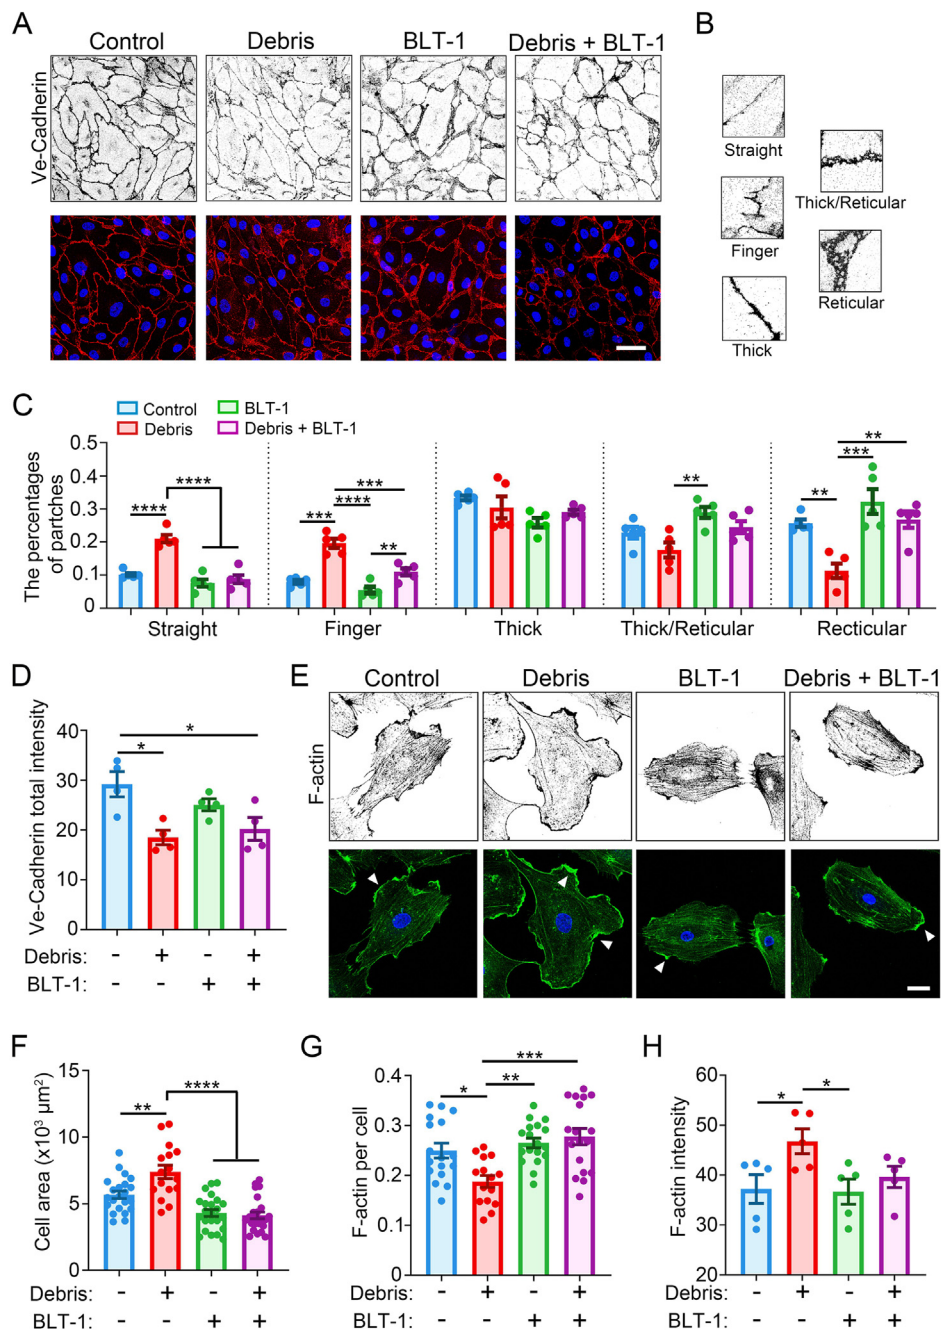 A
B
Control
Debris
BLT-1
Debris + BLT-1
Ve-Cadherin
Straight
Thick/Reticular
Finger
Reticular
Thick
C
Control
BLT-1
Debris
Debris + BLT-1
The percentages
of partches
0.5
0.4
0.3
0.2
0.1
0
****
****
***
****
***
**
**
**
***
**
Straight
Finger
Thick
Thick/Reticular
Recticular
D
Ve-Cadherin total intensity
40
30
20
10
0
*
*
Debris: - + - +
BLT-1: - - + +
E
Control
Debris
BLT-1
Debris + BLT-1
F-actin
F
Cell area (x10³ µm²)
15
10
5
0
**
****
Debris: - + - +
BLT-1: - - + +
G
F-actin per cell
0.4
0.3
0.2
0.1
0
*
**
***
- + - +
- - + +
H
F-actin intensity
60
50
40
30
20
*
*
Debris: - + - +
BLT-1: - - + +